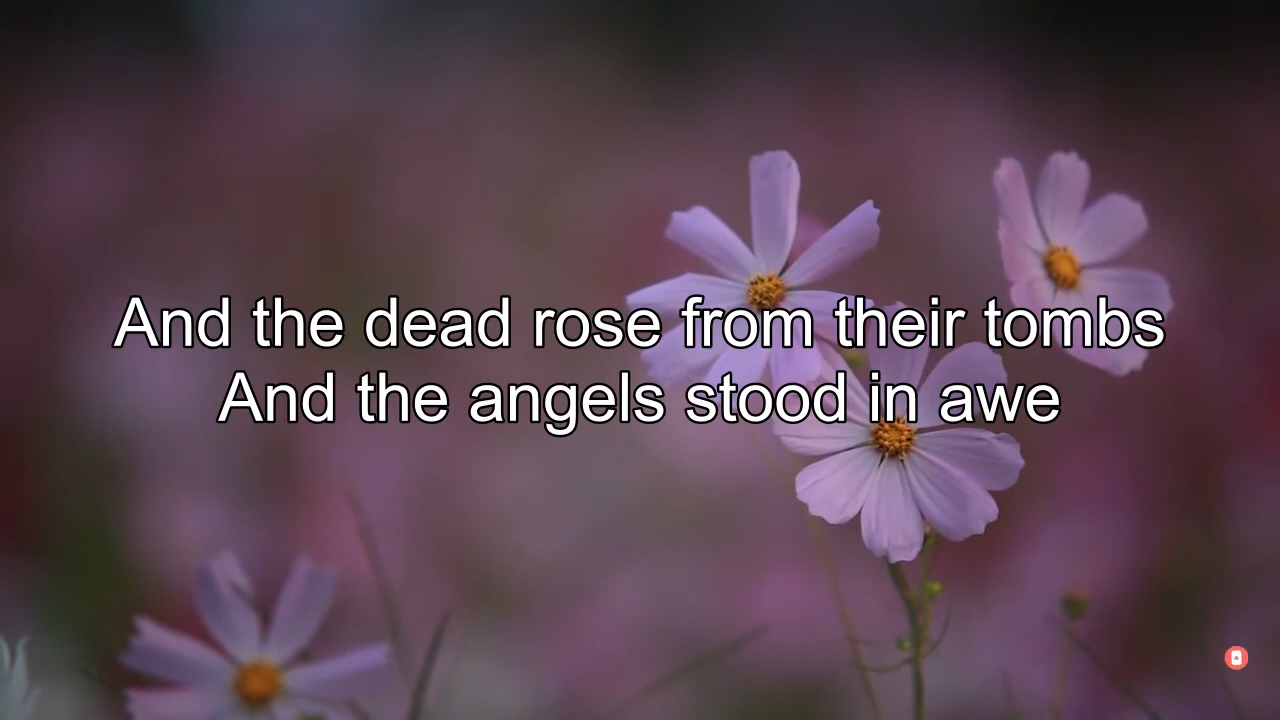 And the dead rose from their tombs
And the angels stood in awe